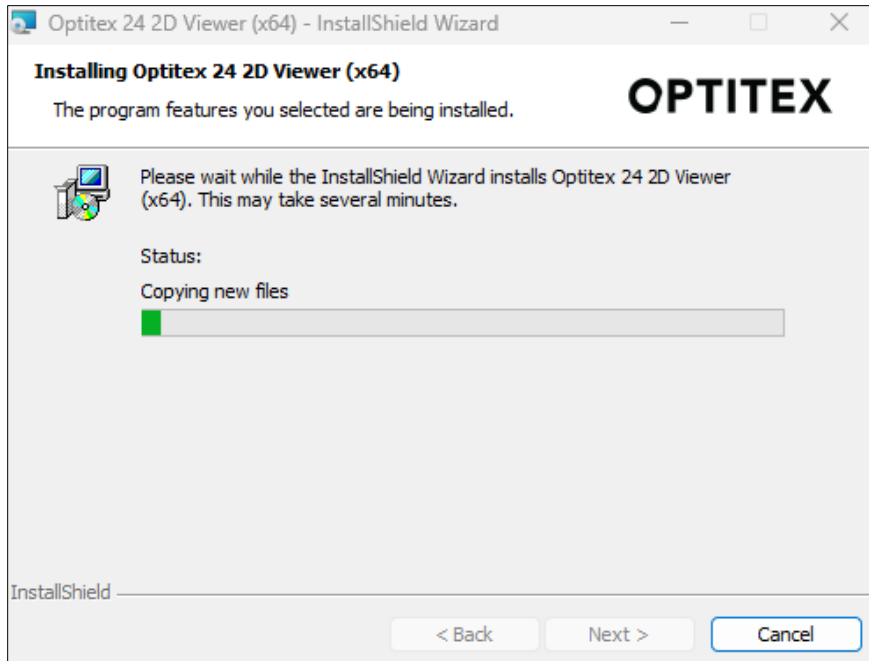 Optitex 24 2D Viewer (x64) - InstallShield Wizard
Installing Optitex 24 2D Viewer (x64)
The program features you selected are being installed.
OPTITEX
Please wait while the InstallShield Wizard installs Optitex 24 2D Viewer
(x64). This may take several minutes.
Status:
Copying new files
InstallShield
< Back
Next >
Cancel